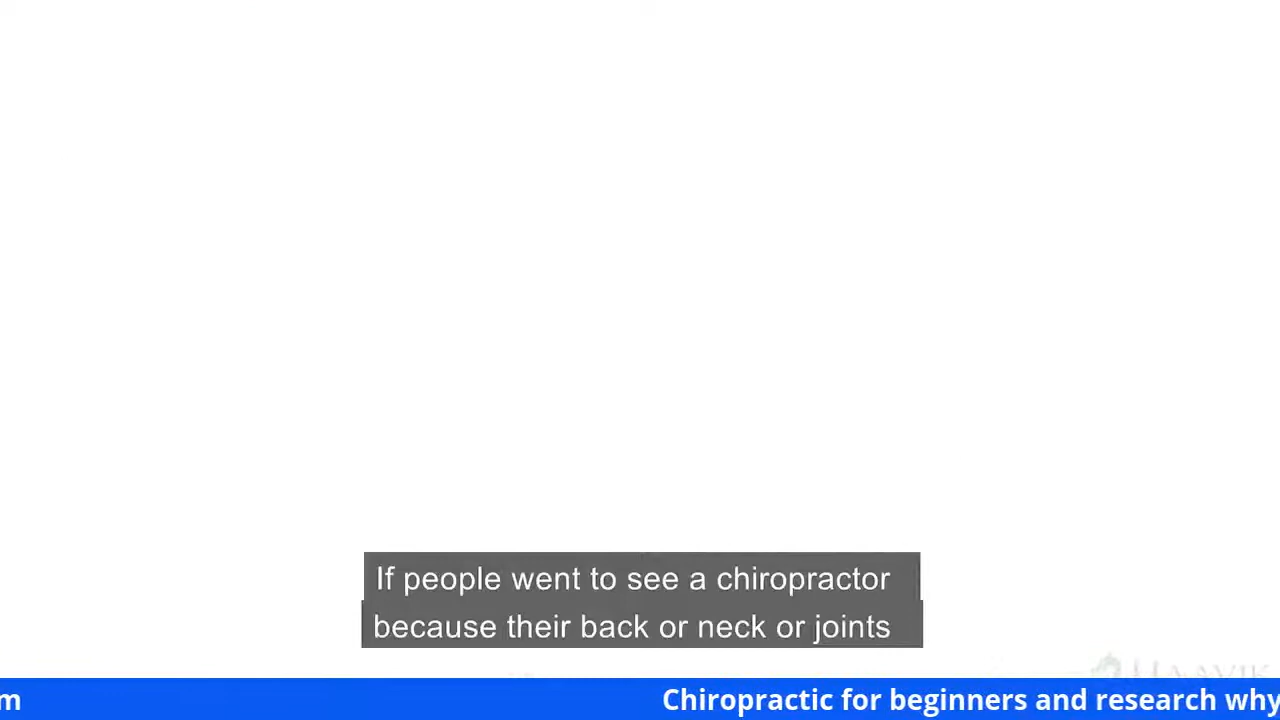 If people went to see a chiropractor
because their back or neck or joints
m
Chiropractic for beginners and research why